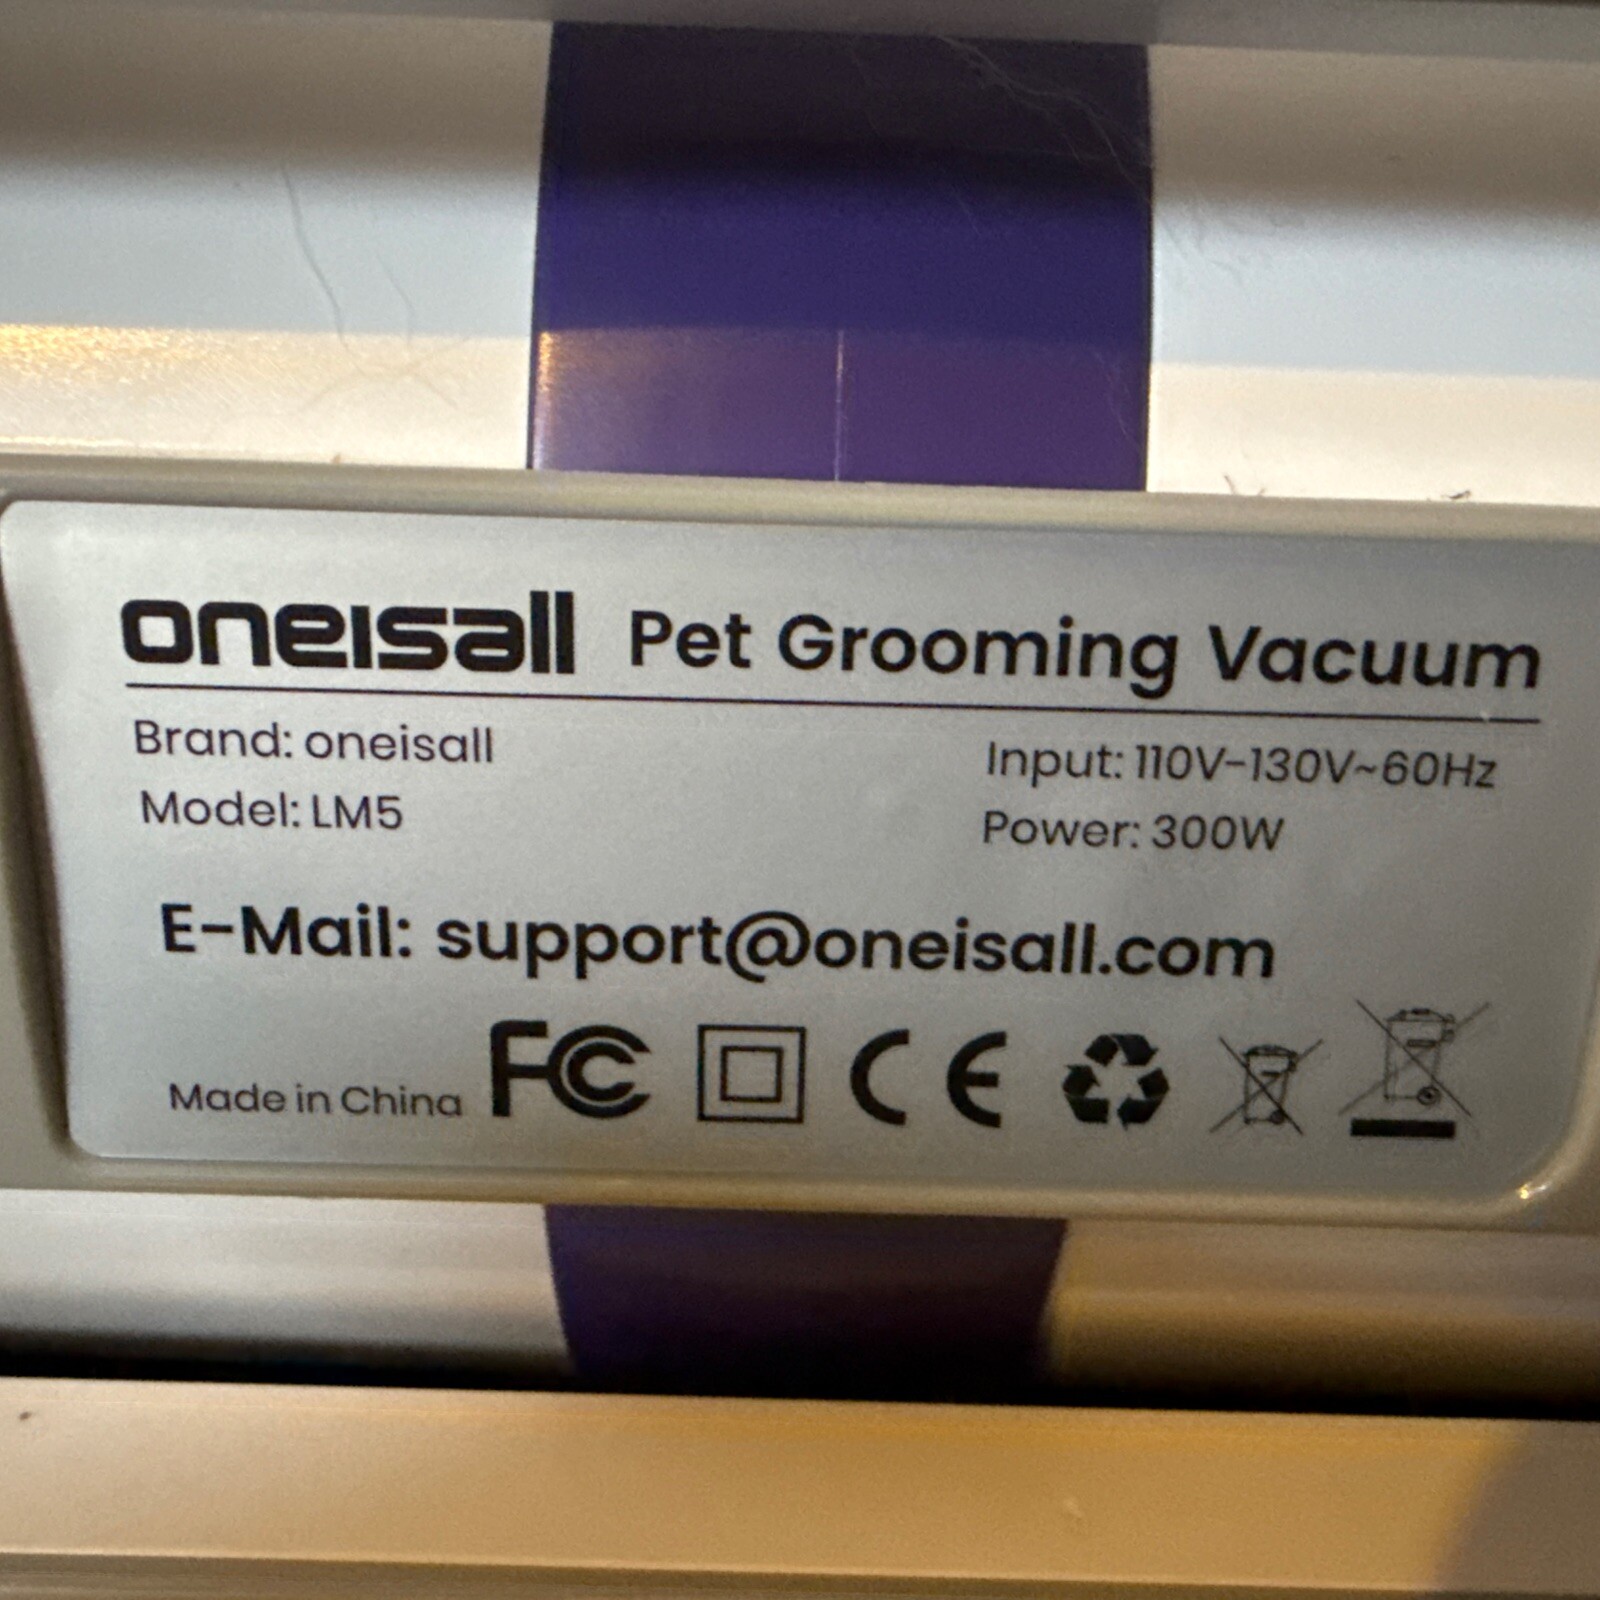 oneisall Pet Grooming Vacuum
Brand: oneisall
Model: LM5
Input: 110V-130V~60Hz
Power: 300W
E-Mail: support@oneisall.com
Made in China FC CE